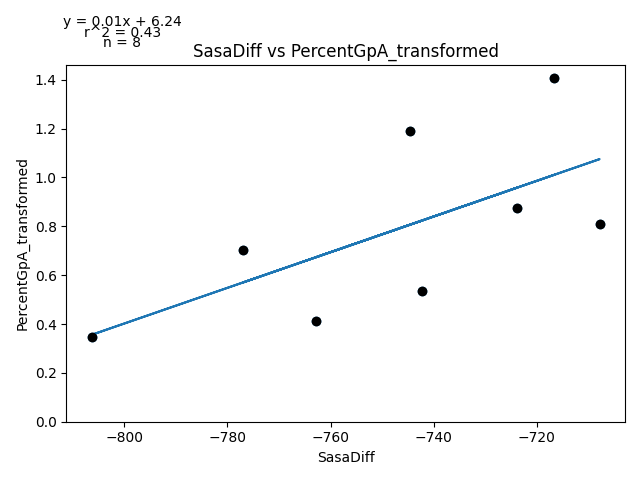 y = 0.01x + 6.24
r^2 = 0.43
n = 8
SasaDiff vs PercentGpA_transformed
PercentGpA_transformed
1.4
1.2
1.0
0.8
0.6
0.4
0.2
0.0
−800
−780
−760
−740
−720
SasaDiff